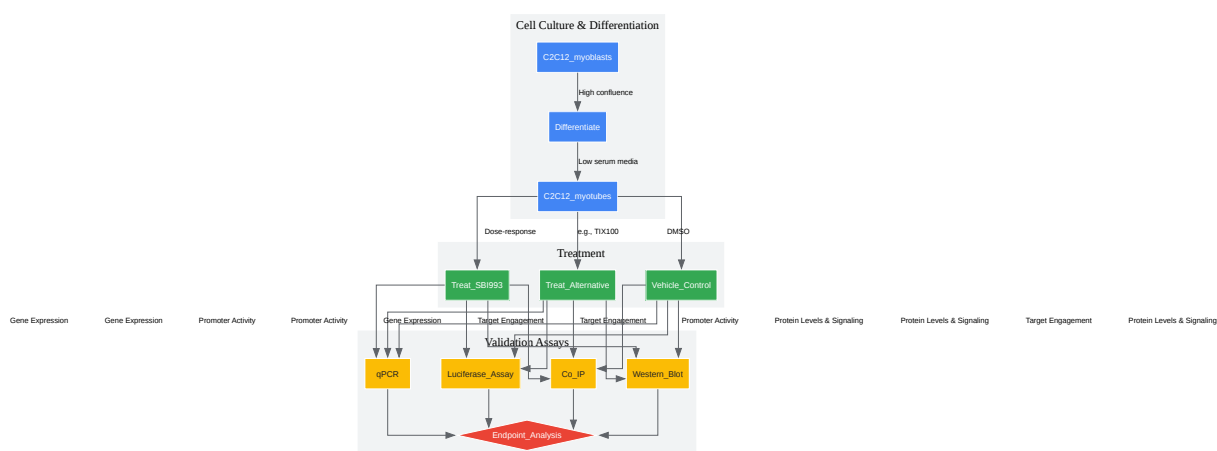 Cell Culture & Differentiation
C2C12_myoblasts
High confluence
Differentiate
Low serum media
C2C12_myotubes
Dose-response
e.g., TIX100
DMSO
Treatment
Treat_SBI993
Treat_Alternative
Vehicle_Control
Gene Expression
Gene Expression
Promoter Activity
Promoter Activity
Gene Expression
Target Engagement
Target Engagement
Promoter Activity
Protein Levels & Signaling
Protein Levels & Signaling
Target Engagement
Protein Levels & Signaling
Validation Assays
qPCR
Luciferase_Assay
Co_IP
Western_Blot
Endpoint_Analysis